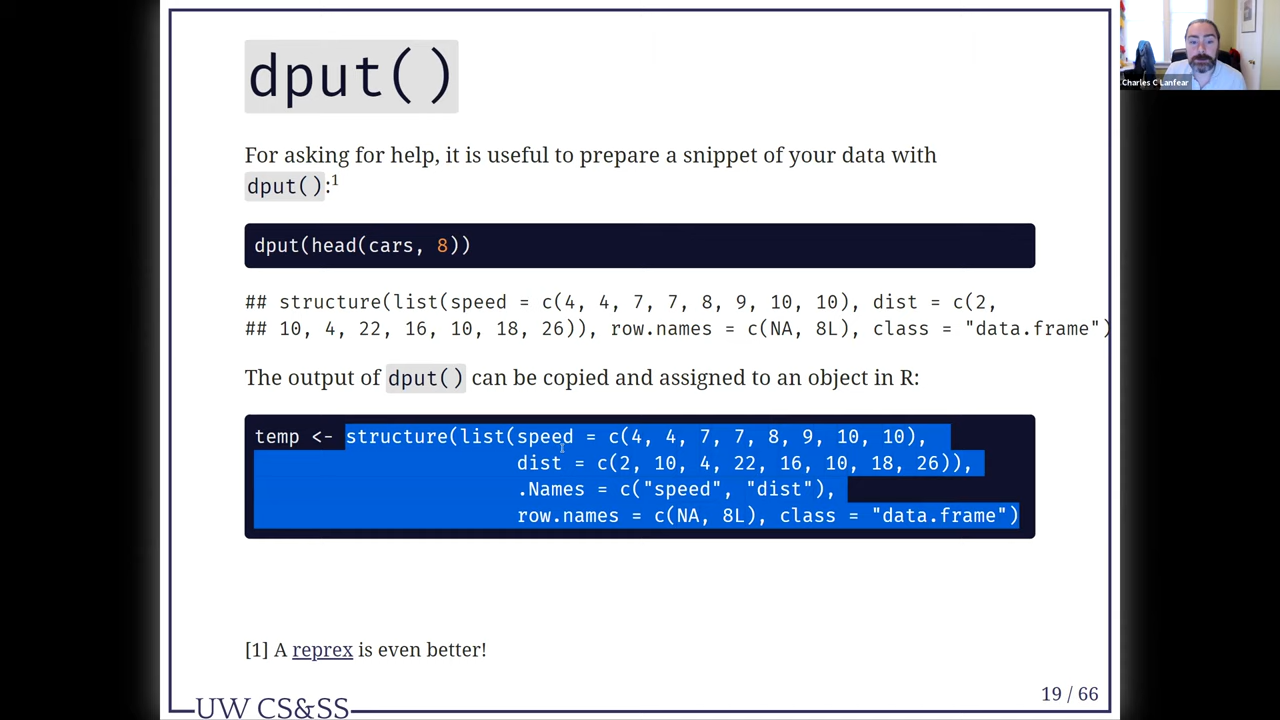 dput()
Charles C Lanfear
For asking for help, it is useful to prepare a snippet of your data with
dput():1
dput(head(cars, 8))
## structure(list(speed = c(4, 4, 7, 7, 8, 9, 10, 10), dist = c(2,
## 10, 4, 22, 16, 10, 18, 26)), row.names = c(NA, 8L), class = "data.frame")
The output of dput() can be copied and assigned to an object in R:
temp <- structure(list(speed = c(4, 4, 7, 7, 8, 9, 10, 10),
dist = c(2, 10, 4, 22, 16, 10, 18, 26)),
.Names = c("speed", "dist"),
row.names = c(NA, 8L), class = "data.frame")
[1] A reprex is even better!
19 / 66
UW CS&SS